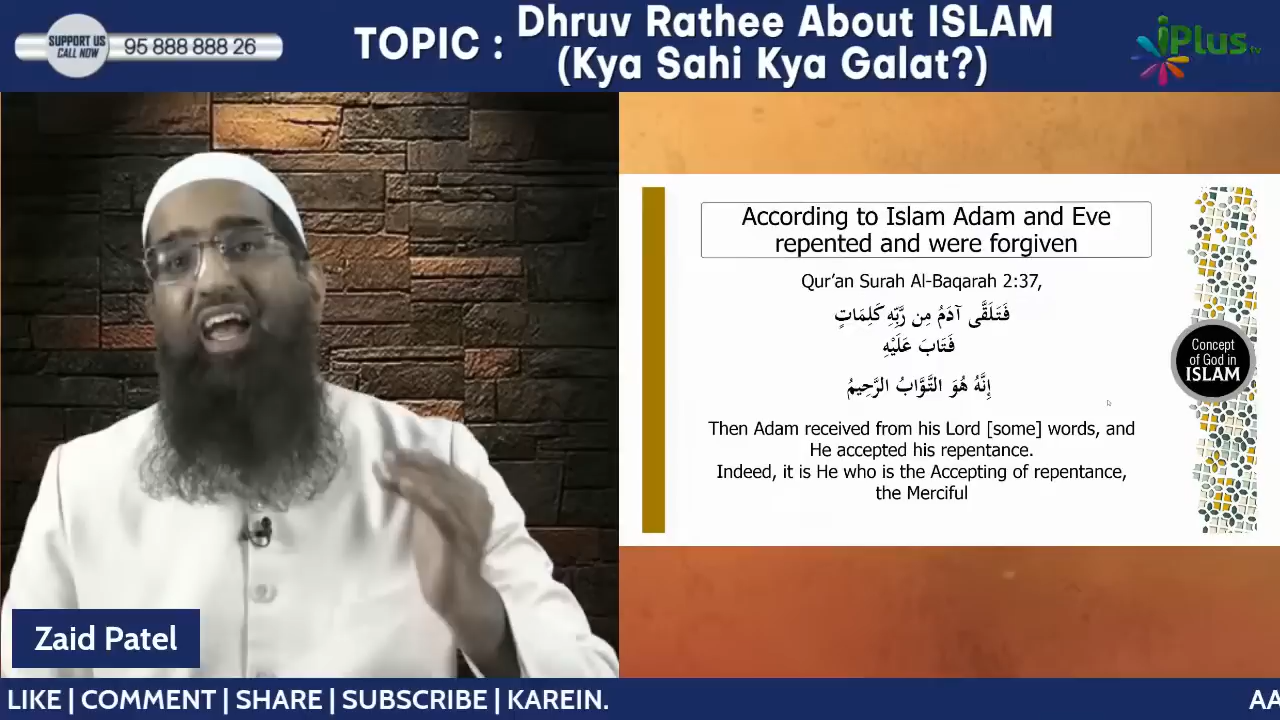 SUPPORT US
CALL NOW
95 888 888 26
TOPIC :
Dhruv Rathee About ISLAM
(Kya Sahi Kya Galat?)
iPlus tv
According to Islam Adam and Eve
repented and were forgiven
Qur’an Surah Al-Baqarah 2:37,
فَتَلَقَّى آدَمُ مِن رَّبِّهِ كَلِمَاتٍ
فَتَابَ عَلَيْهِ
إِنَّهُ هُوَ التَّوَّابُ الرَّحِيمُ
Then Adam received from his Lord [some] words, and
He accepted his repentance.
Indeed, it is He who is the Accepting of repentance,
the Merciful
Concept
of God in
ISLAM
Zaid Patel
LIKE | COMMENT | SHARE | SUBSCRIBE | KAREIN.
AA